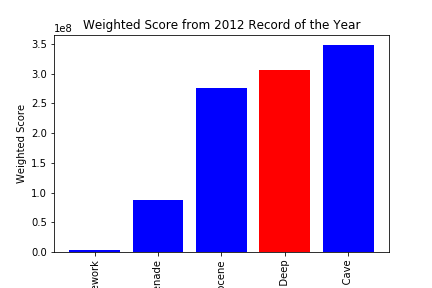 Weighted Score from 2012 Record of the Year
1e8
3.5
3.0
2.5
2.0
1.5
1.0
0.5
0.0
Weighted Score
ework
enade
ocene
Deep
Cave